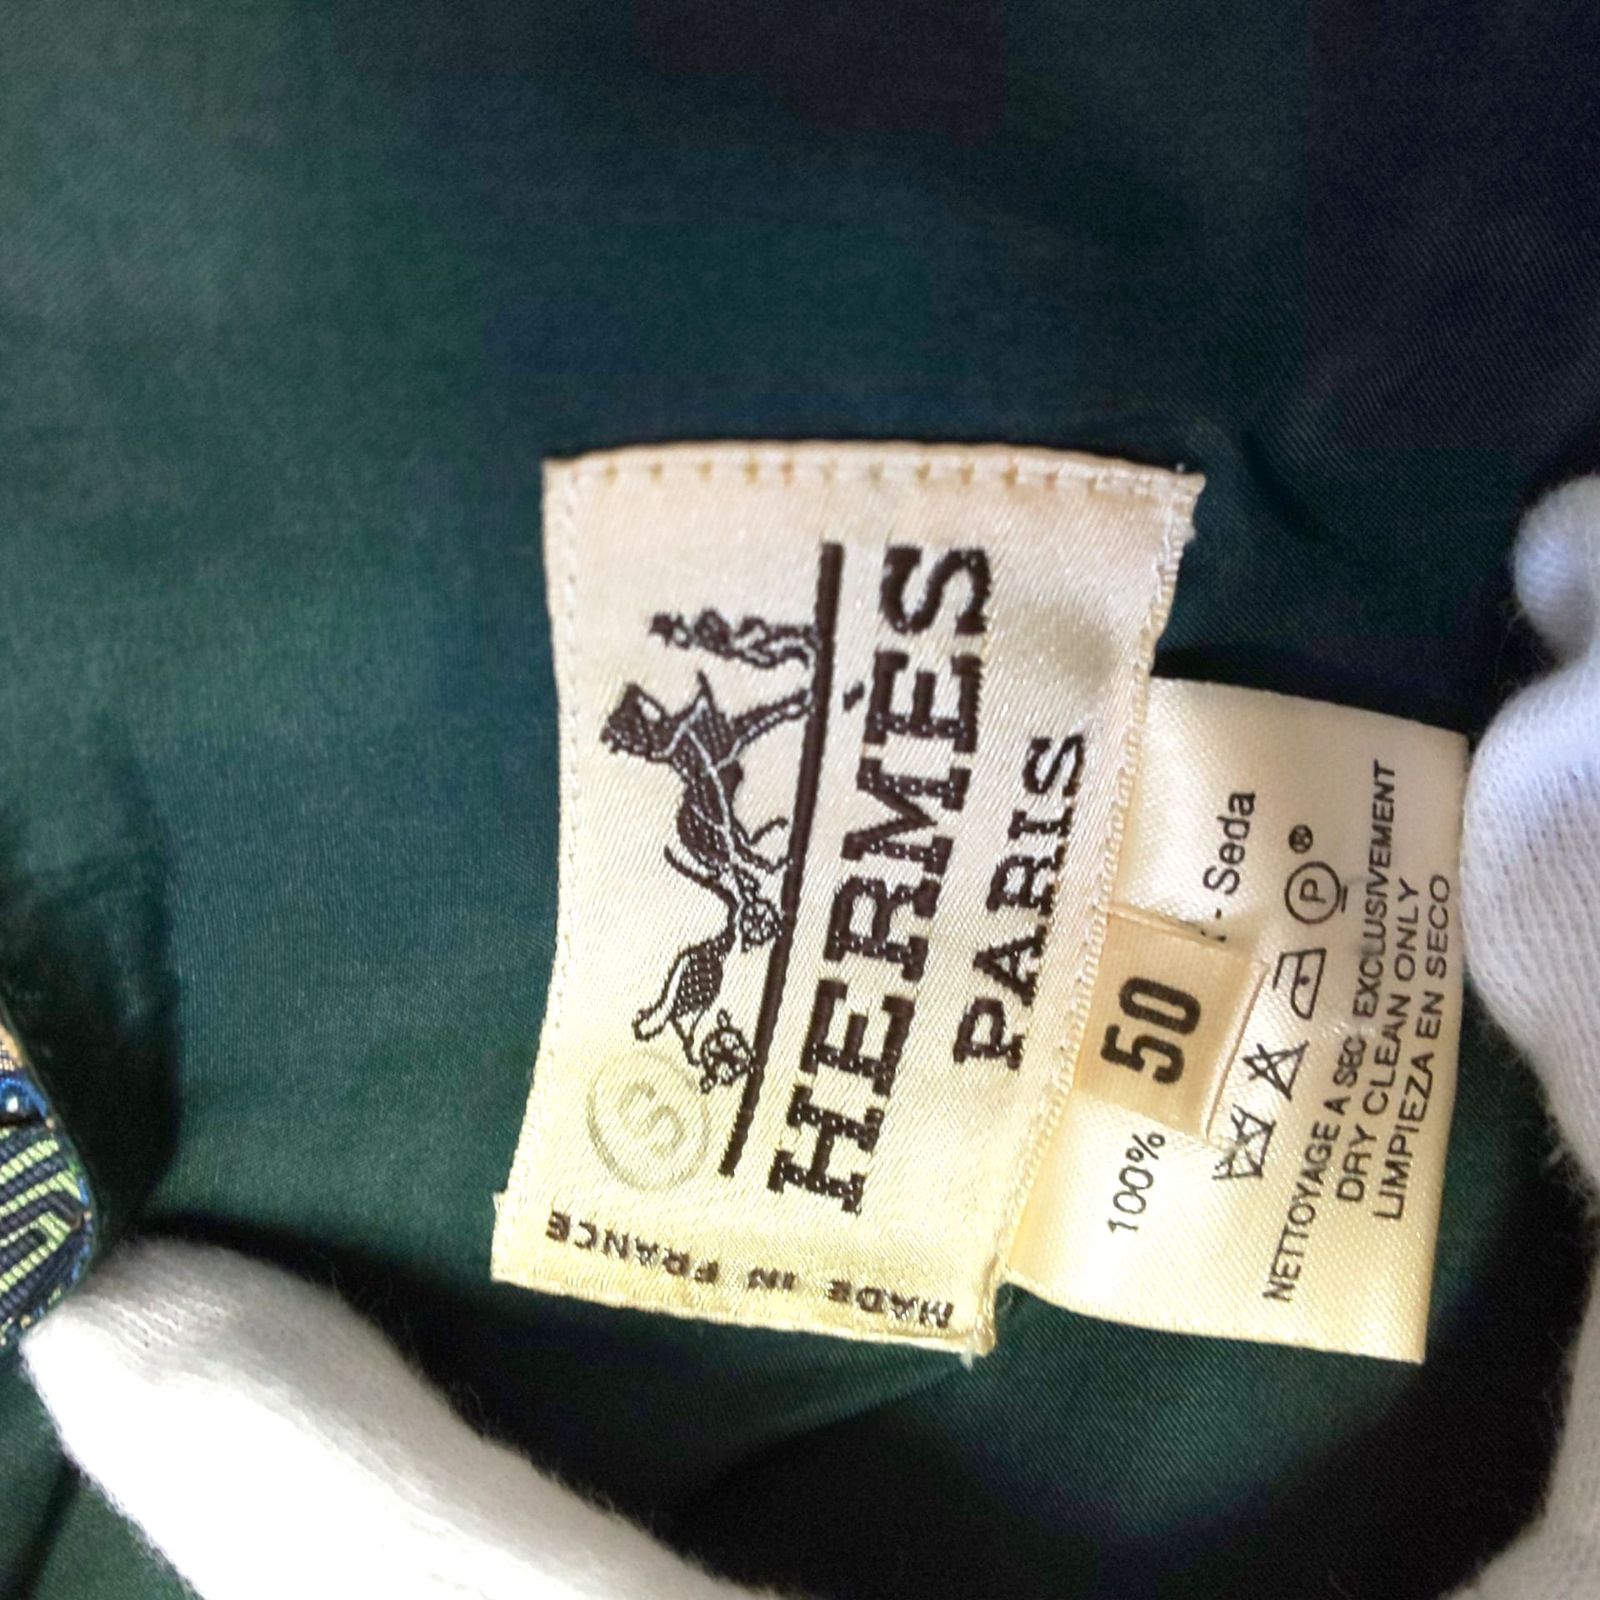 HERMÈS
PARIS
S
MADE IN FRANCE
50
100% - Seda
P ®
NETTOYAGE A SEC EXCLUSIVEMENT
DRY CLEAN ONLY
LIMPIEZA EN SECO